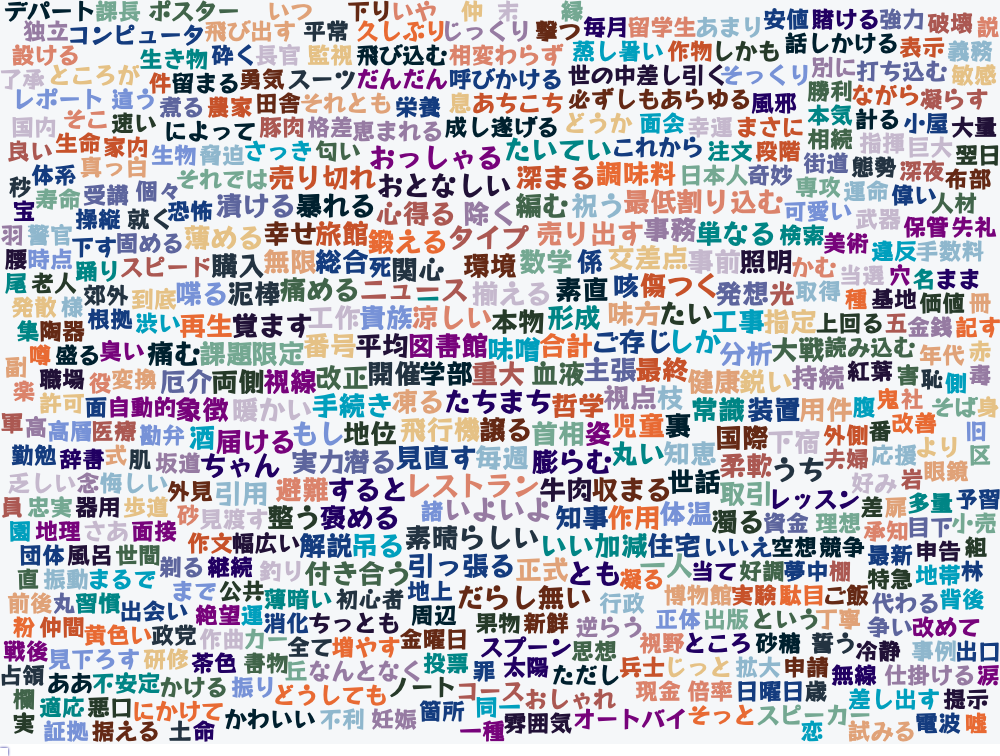 デパート 課長 ポスター いつ 下り いや 仲 末 縁
独立 コンピュータ 飛び出す 平常 久しぶり じっくり 撃つ 毎月 留学生 あまり 安値 賭ける 強力 破壊 説
設ける 生き物 砕く 長官 監視 飛び込む 相変わらず 蒸し暑い 作物 しかも 話しかける 表示 義務
了承 ところが 件 留まる 勇気 スーツ だんだん 呼びかける 世の中 差し引く そっくり 別に 打ち込む 敏感
レポート 違う 煮る 農家 田舎 それとも 栄養 息 あちこち 必ずしも あらゆる 風邪 勝利 ながら 凝らす
国内 そこ 速い によって 豚肉 格差 恵まれる 成し遂げる どうか 面会 幸運 まさに 本気 計る 小屋 大量
良い 生命 家内 生物 脅迫 さっき 匂い おっしゃる たいてい これから 注文 段階 相続 指揮 巨大 翌日
秒 体系 真っ白 それでは 売り切れ おとなしい 深まる 調味料 日本人 奇妙 街道 態勢 深夜 布部
宝 寿命 受講 個々 恐怖 漬ける 暴れる 心得る 除く 編む 祝う 最低 割り込む 可愛い 専攻 運命 偉い 人材
操縦 就く 武器 保管 失礼
羽 警官 下す 固める 薄める 幸せ 旅館 鍛える タイプ 売り出す 事務 単なる 検索 美術 違反 手数料
腰 時点 踊り スピード 購入 無限 総合 死 関心 環境 数学 係 交差点 事前 照明 かむ 当選 穴 名 まま
尾 老人 郊外 到底 喋る 泥棒 痛める ニュース 揃える 素直 咳 傷つく 発想 光 取得 種 基地 価値 冊
発散 様 根拠 渋い 再生 覚ます 工作 貴族 涼しい 本物 形成 味方 たい 工事 指定 上回る 五 金銭 記す
集 陶器 噂 盛る 臭い 痛む 課題 限定 番号 平均 図書館 味噌 合計 ご存じ しか 分析 大戦 読み込む 年代 赤
副 楽 職場 役 変換 厄介 両側 視線 改正 開催 学部 重大 血液 主張 最終 健康 鋭い 持続 紅葉 害 恥 側 毒
許可 面 自動的 象徴 暖かい 手続き 凍る たちまち 哲学 視点 枝 常識 装置 用件 腹 鬼 社 そば 身
軍 高 高層 医療 勘弁 酒 届ける もし 地位 飛行機 譲る 首相 姿 児童 裏 国際 下宿 外側 番 改善 旧
勤勉 辞書 式 肌 坂道 ちゃん 実力 潜る 見直す 毎週 膨らむ 丸い 知恵 柔軟 うち 夫婦 応援 より 区
乏しい 念 悔しい 外見 引用 避難 すると レストラン 牛肉 収まる 世話 取引 レッスン 好み 岩 眼鏡
員 忠実 器用 歩道 砂 見渡す 整う 褒める 諸 いよいよ 知事 作用 体温 濁る 資金 理想 差 扉 多量 予習
園 地理 さあ 面接 作文 幅広い 解説 吊る 素晴らしい いい加減 住宅 いいえ 空想 競争 承知 目下 小売
団体 風呂 世間 剃る 継続 釣り 付き合う 引っ張る 正式 とも 凝る 一人 当て 好調 夢中 棚 最新 申告 組
直 振動 まるで まで 公共 薄暗い 初心者 地上 だらし無い 行政 博物館 実験 駄目 ご飯 特急 地帯 林
前後 丸 習慣 出会い 絶望 運 消化 ちっとも 周辺 果物 新鮮 逆らう 正体 出版 という 丁寧 代わる 背後
粉 仲間 黄色い 政党 作曲 カー 全て 増やす 金曜日 スプーン 思想 視野 ところ 砂糖 誓う 争い 改めて
戦後 見下ろす 研修 茶色 書物 丘 なんとなく 投票 罪 太陽 ただし 兵士 じっと 拡大 申請 冷静 事例 出口
占領 ああ 不安定 かける 振り どうしても ノート コース おしゃれ 現金 倍率 日曜日 歳 無線 仕掛ける 涙
欄 適応 悪口 にかけて かわいい 不利 妊娠 箇所 同一 雰囲気 オートバイ そっと スピーカー 差し出す 提示
実 証拠 据える 土 命 一種 恋 試みる 電波 嘘